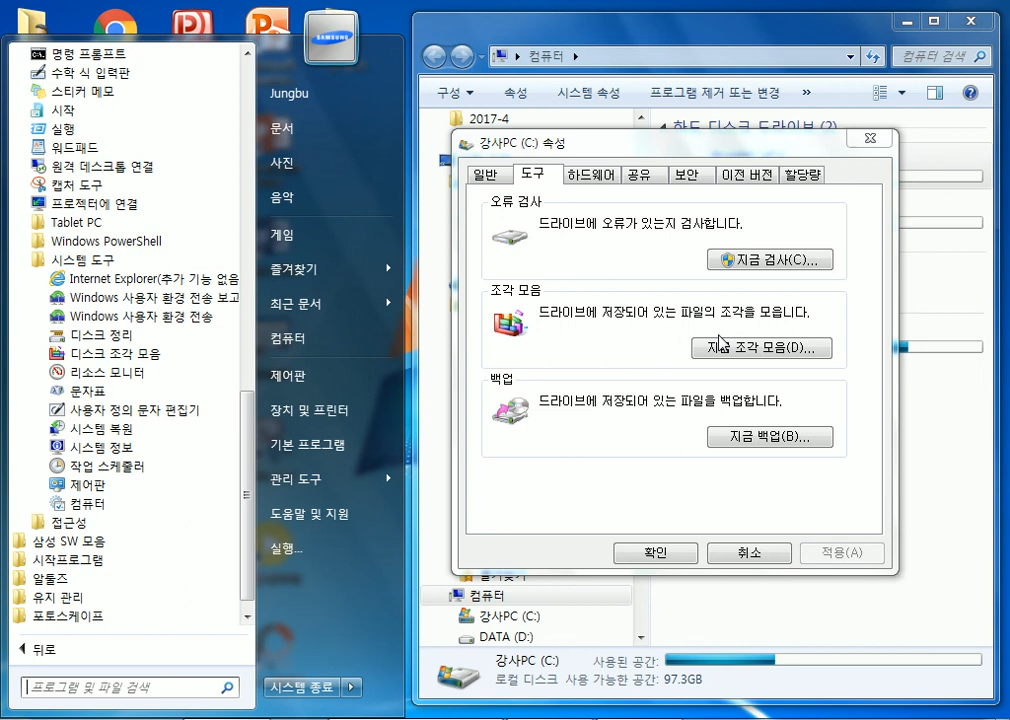 명령 프롬프트
수학 식 입력판
스티커 메모
시작
실행
워드패드
원격 데스크톱 연결
캡처 도구
프로젝터에 연결
Tablet PC
Windows PowerShell
시스템 도구
Internet Explorer(추가 기능 없음
Windows 사용자 환경 전송 보고
Windows 사용자 환경 전송
디스크 정리
디스크 조각 모음
리소스 모니터
문자표
사용자 정의 문자 편집기
시스템 복원
시스템 정보
작업 스케줄러
제어판
컴퓨터
접근성
삼성 SW 모음
시작프로그램
알툴즈
유지 관리
포토스케이프
뒤로
프로그램 및 파일 검색
SAMSUNG
Jungbu
문서
사진
음악
게임
즐겨찾기
최근 문서
컴퓨터
제어판
장치 및 프린터
기본 프로그램
관리 도구
도움말 및 지원
실행...
시스템 종료
컴퓨터
컴퓨터 검색
구성 속성 시스템 속성 프로그램 제거 또는 변경 »
2017-4
하드 디스크 드라이브 (2)
강사PC (C:) 속성
일반 도구 하드웨어 공유 보안 이전 버전 할당량
오류 검사
드라이브에 오류가 있는지 검사합니다.
지금 검사(C)...
조각 모음
드라이브에 저장되어 있는 파일의 조각을 모읍니다.
지금 조각 모음(D)...
백업
드라이브에 저장되어 있는 파일을 백업합니다.
지금 백업(B)...
확인 취소 적용(A)
컴퓨터
강사PC (C:)
DATA (D:)
강사PC (C:) 사용된 공간:
로컬 디스크 사용 가능한 공간: 97.3GB